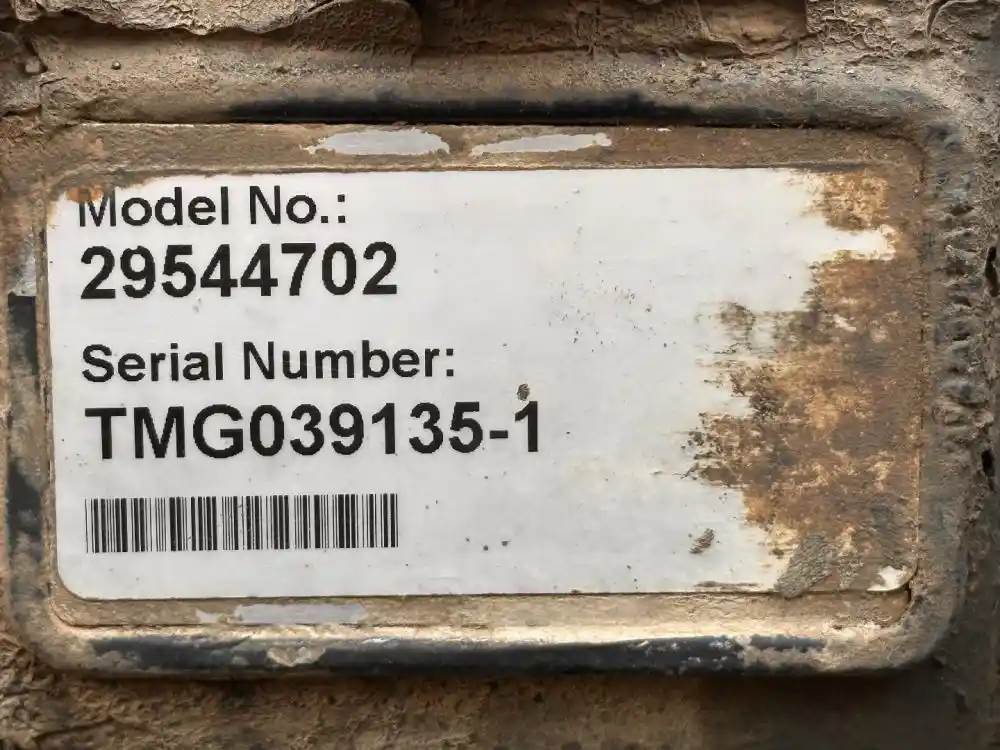 Model No.:
29544702
Serial Number:
TMG039135-1